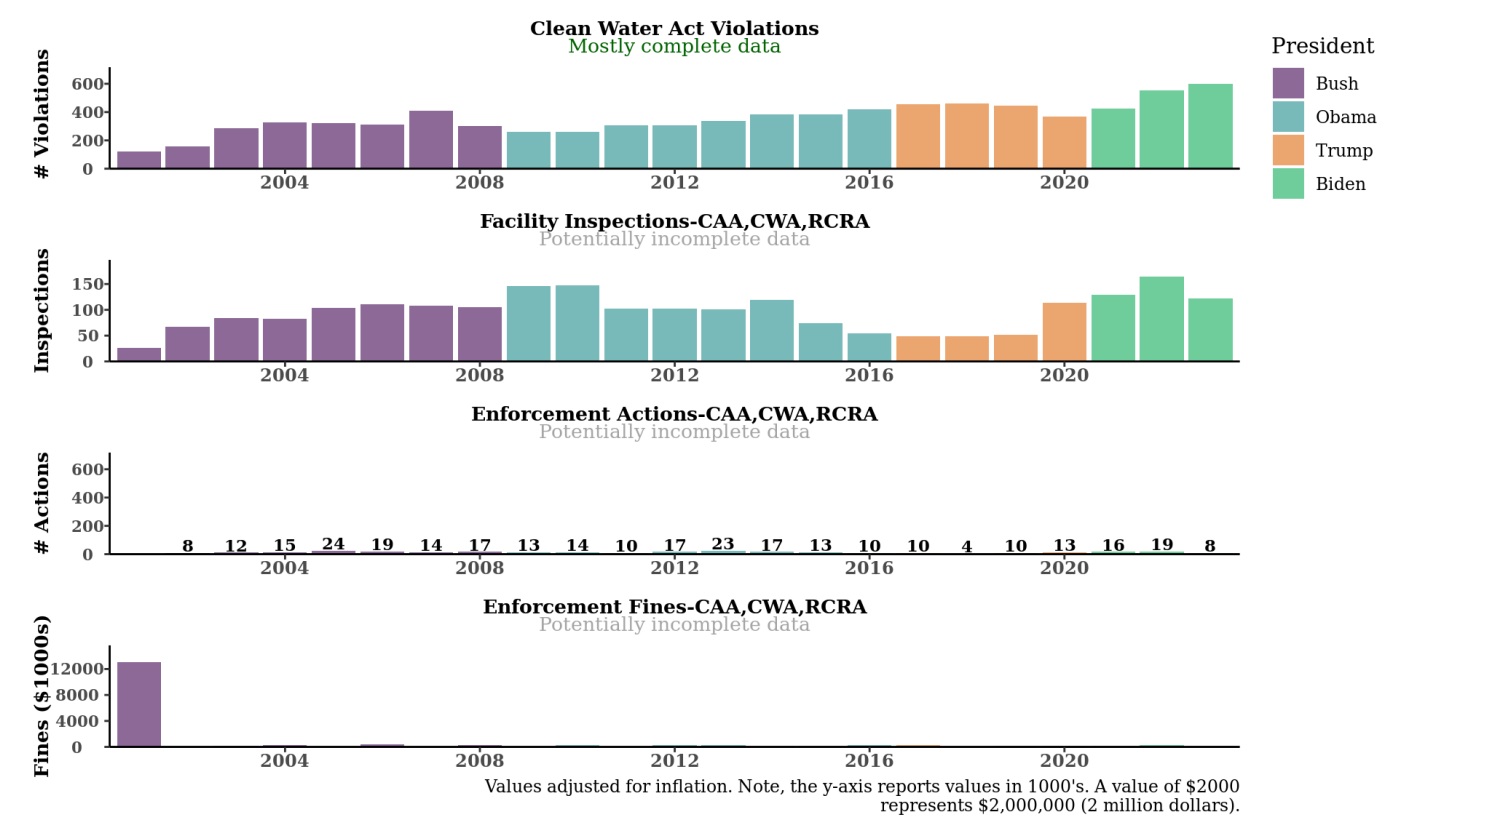 Clean Water Act Violations
Mostly complete data
# Violations
600
400
200
0
2004 2008 2012 2016 2020
President
Bush
Obama
Trump
Biden
Facility Inspections-CAA,CWA,RCRA
Potentially incomplete data
Inspections
150
100
50
0
2004 2008 2012 2016 2020
Enforcement Actions-CAA,CWA,RCRA
Potentially incomplete data
# Actions
600
400
200
0
8 12 15 24 19 14 17 13 14 10 17 23 17 13 10 10 4 10 13 16 19 8
2004 2008 2012 2016 2020
Enforcement Fines-CAA,CWA,RCRA
Potentially incomplete data
Fines ($1000s)
12000
8000
4000
0
2004 2008 2012 2016 2020
Values adjusted for inflation. Note, the y-axis reports values in 1000's. A value of $2000
represents $2,000,000 (2 million dollars).